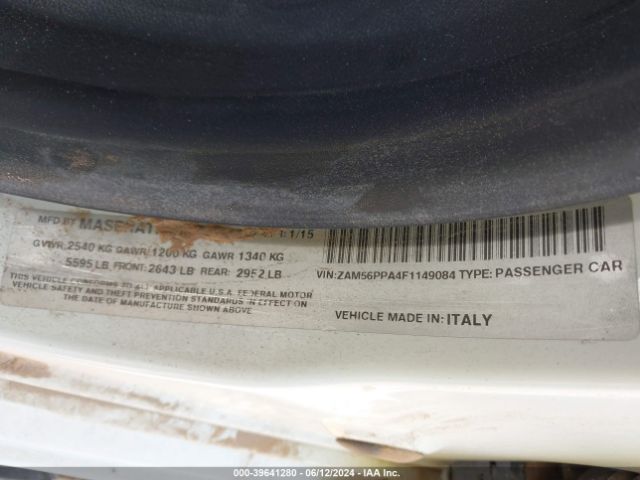 MFD BY MASERATI 1/15
GVWR: 2540 KG GAWR 1200 KG GAWR 1340 KG
5595 LB FRONT: 2643 LB REAR: 2952 LB
THIS VEHICLE CONFORMS TO ALL APPLICABLE U.S. FEDERAL MOTOR
VEHICLE SAFETY AND THEFT PREVENTION STANDARDS IN EFFECT ON
THE DATE OF MANUFACTURE SHOWN ABOVE
VIN: ZAM56PPA4F1149084 TYPE: PASSENGER CAR
VEHICLE MADE IN: ITALY
000-39641280 - 06/12/2024 - IAA Inc.